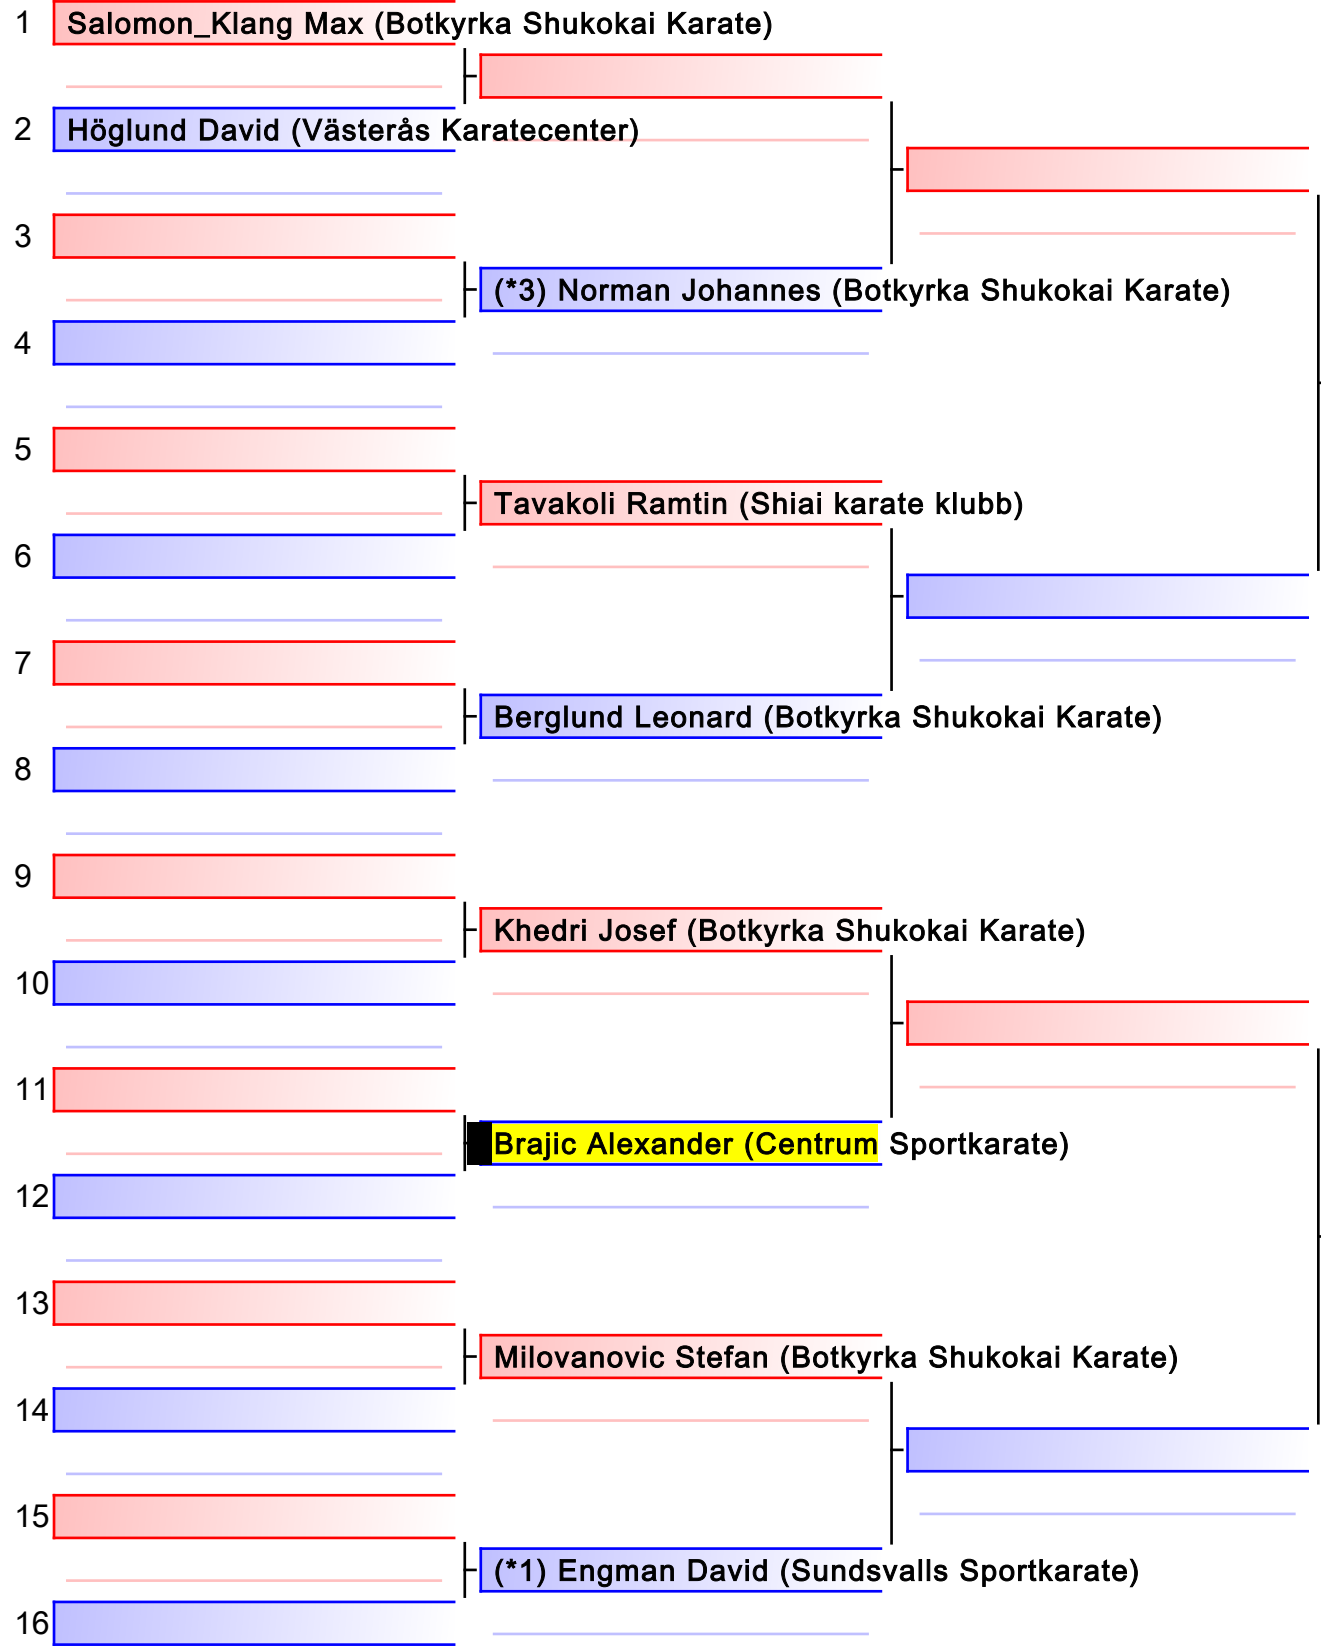 1 Salomon_Klang Max (Botkyrka Shukokai Karate)
2 Höglund David (Västerås Karatecenter)
3
(*3) Norman Johannes (Botkyrka Shukokai Karate)
4
5
Tavakoli Ramtin (Shiai karate klubb)
6
7
Berglund Leonard (Botkyrka Shukokai Karate)
8
9
Khedri Josef (Botkyrka Shukokai Karate)
10
11
Brajic Alexander (Centrum Sportkarate)
12
13
Milovanovic Stefan (Botkyrka Shukokai Karate)
14
15
(*1) Engman David (Sundsvalls Sportkarate)
16